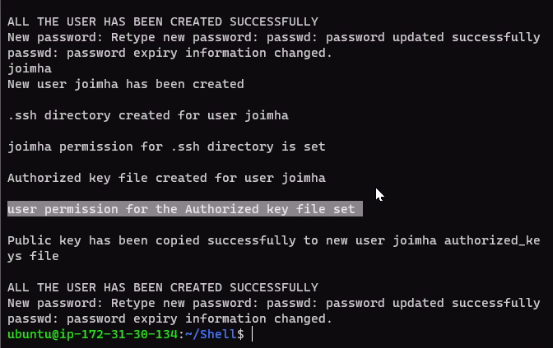 ALL THE USER HAS BEEN CREATED SUCCESSFULLY
New password: Retype new password: passwd: password updated successfully
passwd: password expiry information changed.
joimha
New user joimha has been created
.ssh directory created for user joimha
joimha permission for .ssh directory is set
Authorized key file created for user joimha
user permission for the Authorized key file set
Public key has been copied successfully to new user joimha authorized_ke
ys file
ALL THE USER HAS BEEN CREATED SUCCESSFULLY
New password: Retype new password: passwd: password updated successfully
passwd: password expiry information changed.
ubuntu@ip-172-31-30-134:~/Shell$